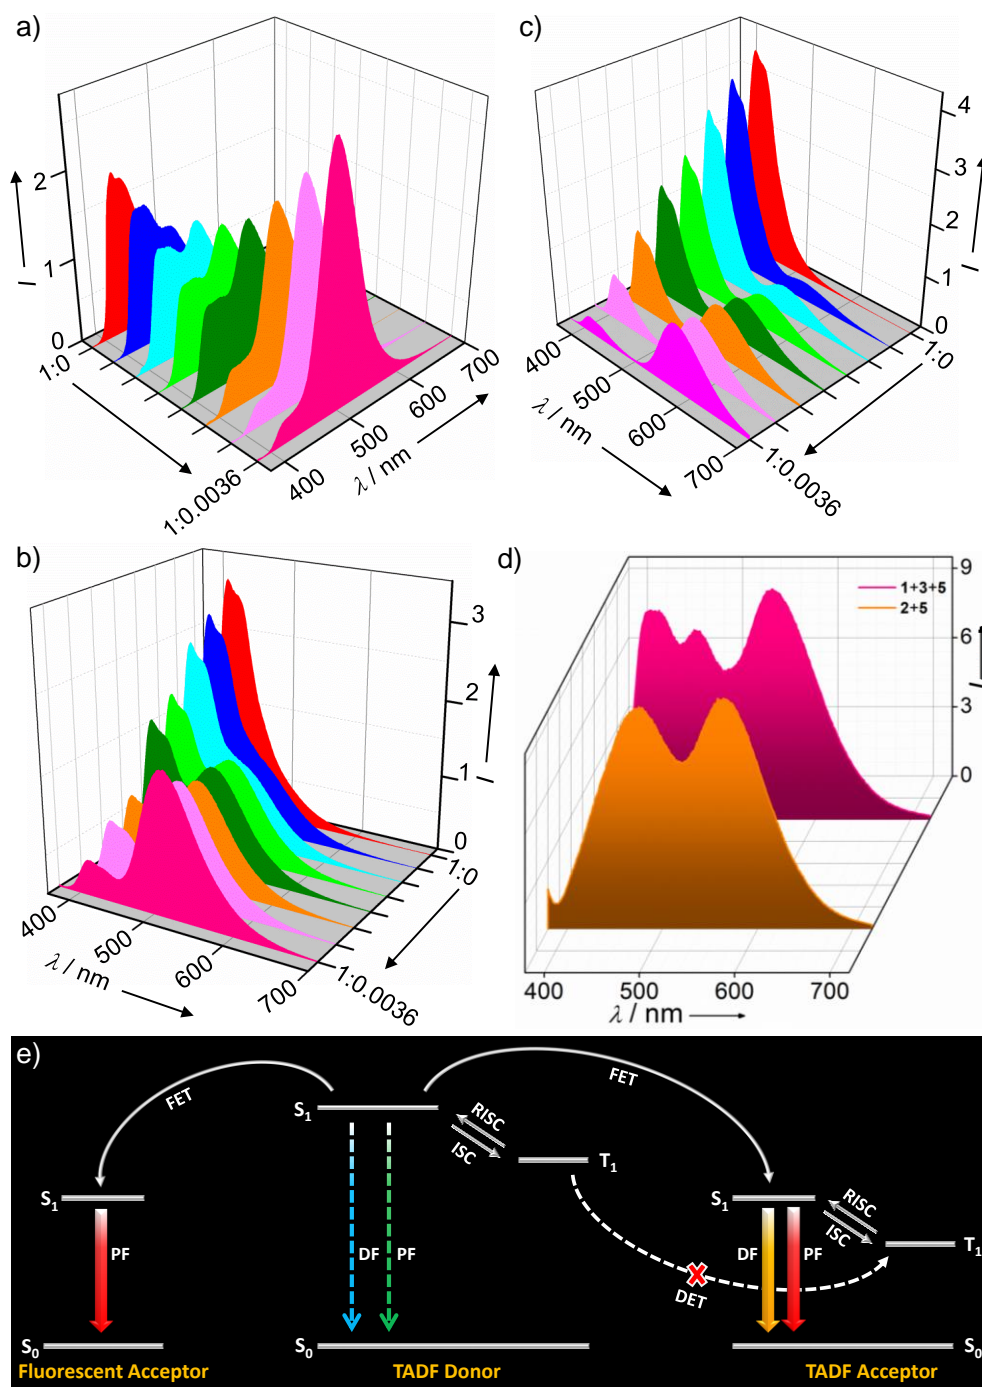 a)
2
1
0
I
1:0
1:0.0036
400
500
600
700
λ / nm
c)
4
3
2
1
0
I
1:0
1:0.0036
400
500
600
700
λ / nm
b)
3
2
1
0
I
1:0
1:0.0036
400
500
600
700
λ / nm
d)
1+3+5
2+5
9
6
3
0
I
400
500
600
700
λ / nm
e)
FET
FET
S1
RISC
ISC
T1
S1
S1
RISC
ISC
T1
PF
DF
PF
DF
PF
DET
S0
S0
S0
Fluorescent Acceptor
TADF Donor
TADF Acceptor